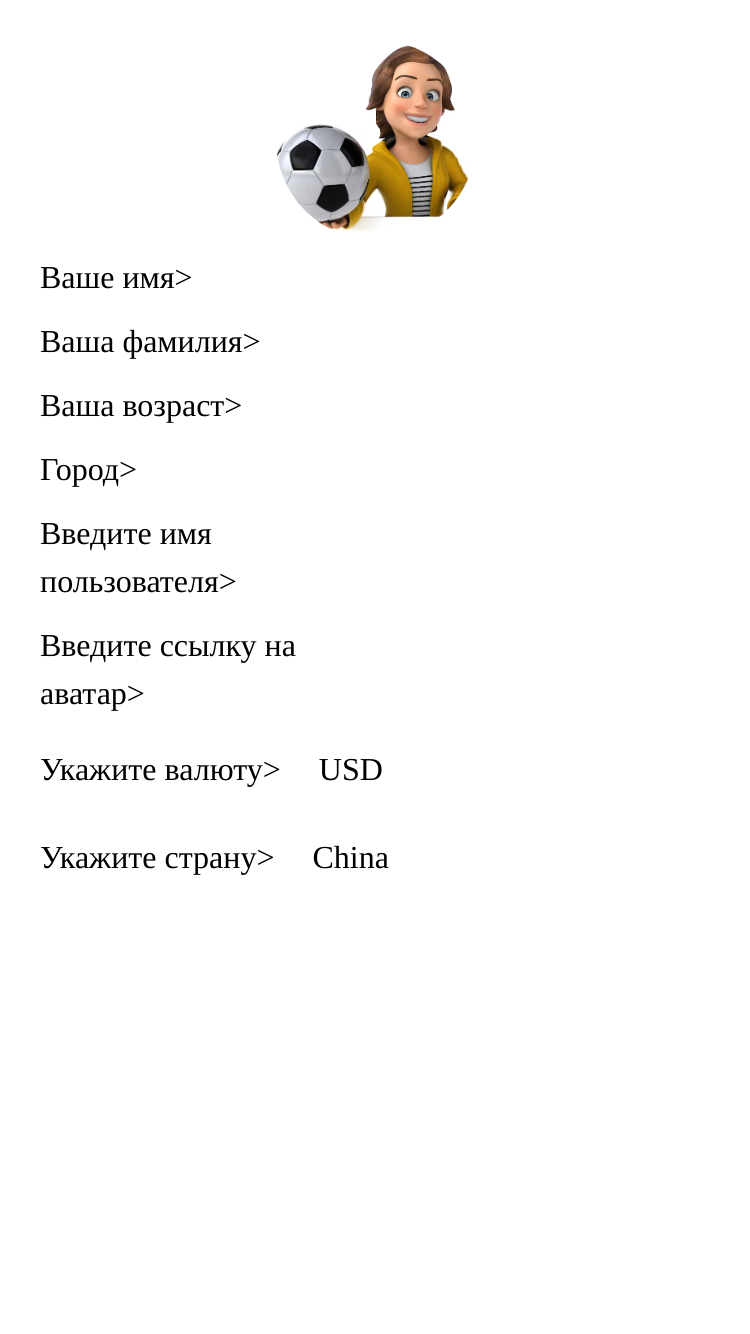 Ваше имя>
Ваша фамилия>
Ваша возраст>
Город>
Введите имя
пользователя>
Введите ссылку на
аватар>
Укажите валюту> USD
Укажите страну> China